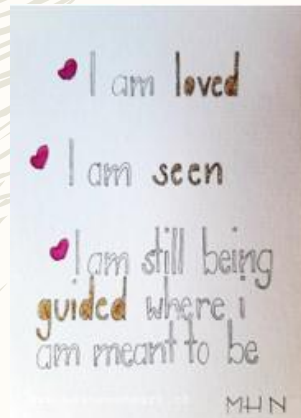 I am loved
I am seen
I am still being
guided where i
am meant to be
MHN